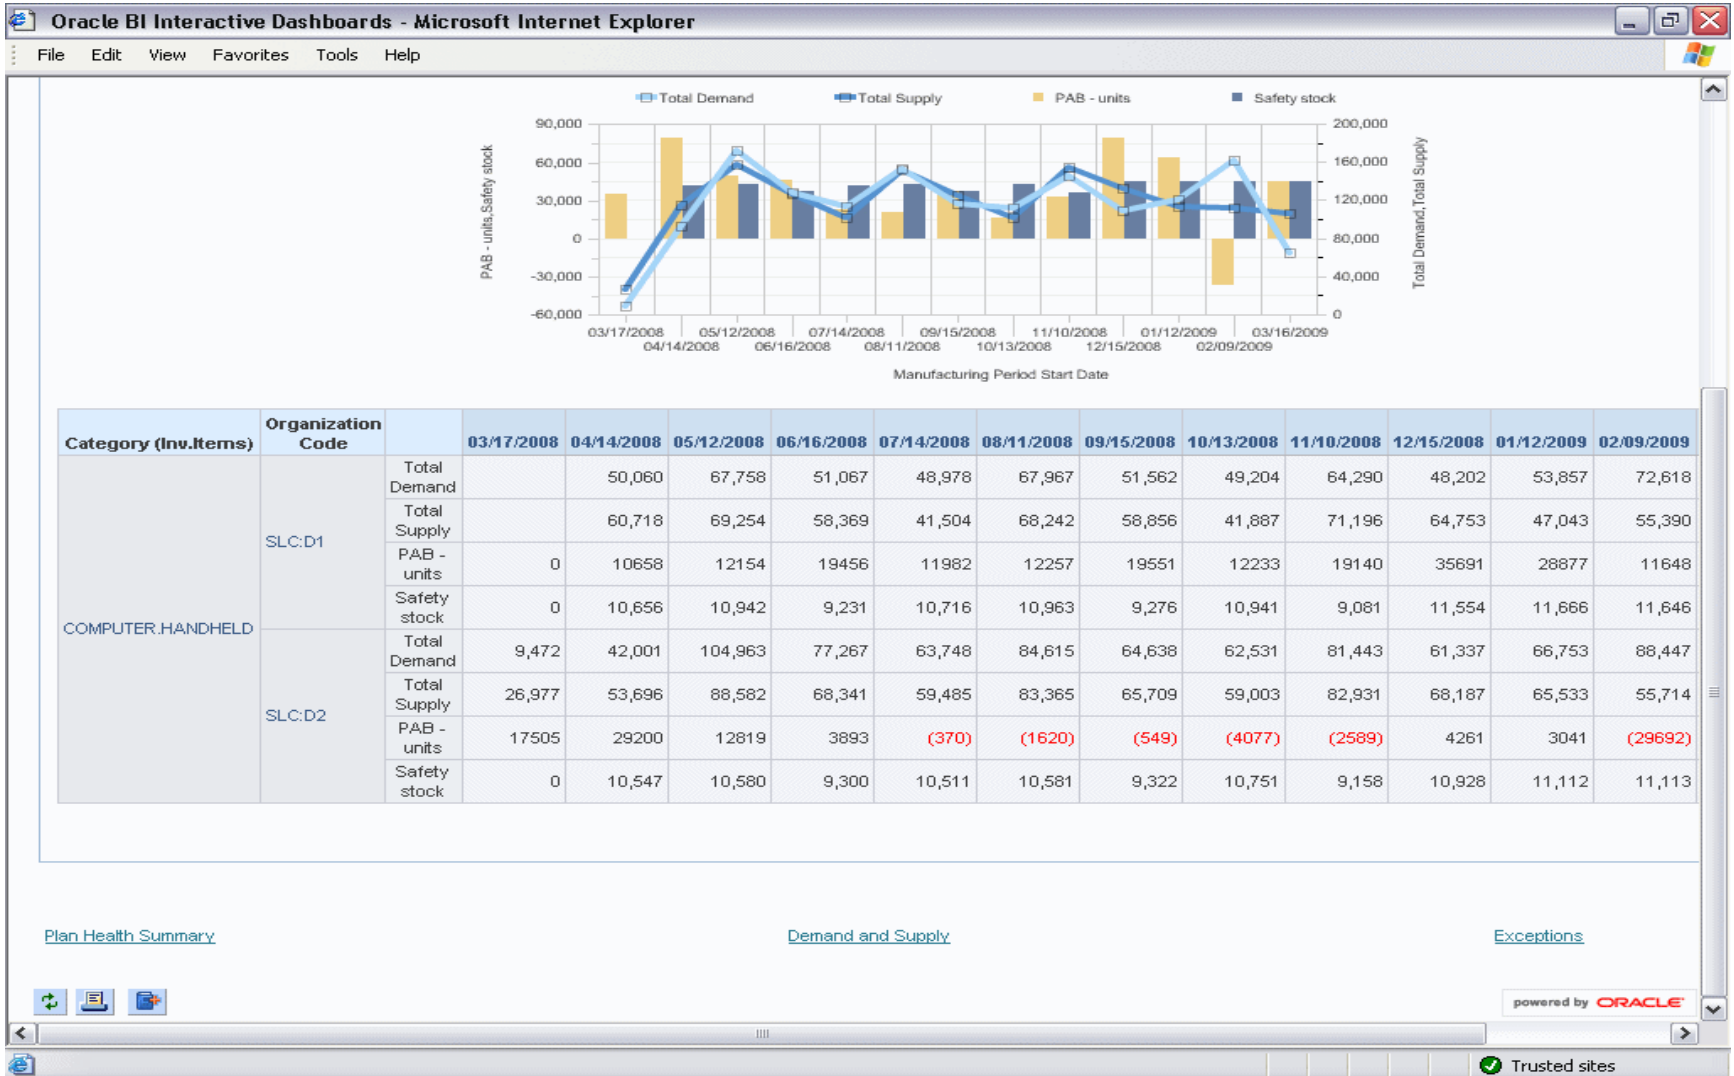 Oracle BI Interactive Dashboards - Microsoft Internet Explorer
File Edit View Favorites Tools Help
Total Demand Total Supply PAB - units Safety stock
PAB - units,Safety stock
90,000
60,000
30,000
0
-30,000
-60,000
200,000
160,000
120,000
80,000
40,000
0
Total Demand,Total Supply
03/17/2008 05/12/2008 07/14/2008 09/15/2008 11/10/2008 01/12/2009 03/16/2009
04/14/2008 06/16/2008 08/11/2008 10/13/2008 12/15/2008 02/09/2009
Manufacturing Period Start Date
Category (Inv.Items) Organization Code 03/17/2008 04/14/2008 05/12/2008 06/16/2008 07/14/2008 08/11/2008 09/15/2008 10/13/2008 11/10/2008 12/15/2008 01/12/2009 02/09/2009
COMPUTER.HANDHELD
SLC:D1
Total Demand 50,060 67,758 51,067 48,978 67,967 51,562 49,204 64,290 48,202 53,857 72,618
Total Supply 60,718 69,254 58,369 41,504 68,242 58,856 41,887 71,196 64,753 47,043 55,390
PAB - units 0 10658 12154 19456 11982 12257 19551 12233 19140 35691 28877 11648
Safety stock 0 10,656 10,942 9,231 10,716 10,963 9,276 10,941 9,081 11,554 11,666 11,646
SLC:D2
Total Demand 9,472 42,001 104,963 77,267 63,748 84,615 64,638 62,531 81,443 61,337 66,753 88,447
Total Supply 26,977 53,696 88,582 68,341 59,485 83,365 65,709 59,003 82,931 68,187 65,533 55,714
PAB - units 17505 29200 12819 3893 (370) (1620) (549) (4077) (2589) 4261 3041 (29692)
Safety stock 0 10,547 10,580 9,300 10,511 10,581 9,322 10,751 9,158 10,928 11,112 11,113
Plan Health Summary Demand and Supply Exceptions
powered by ORACLE
Trusted sites